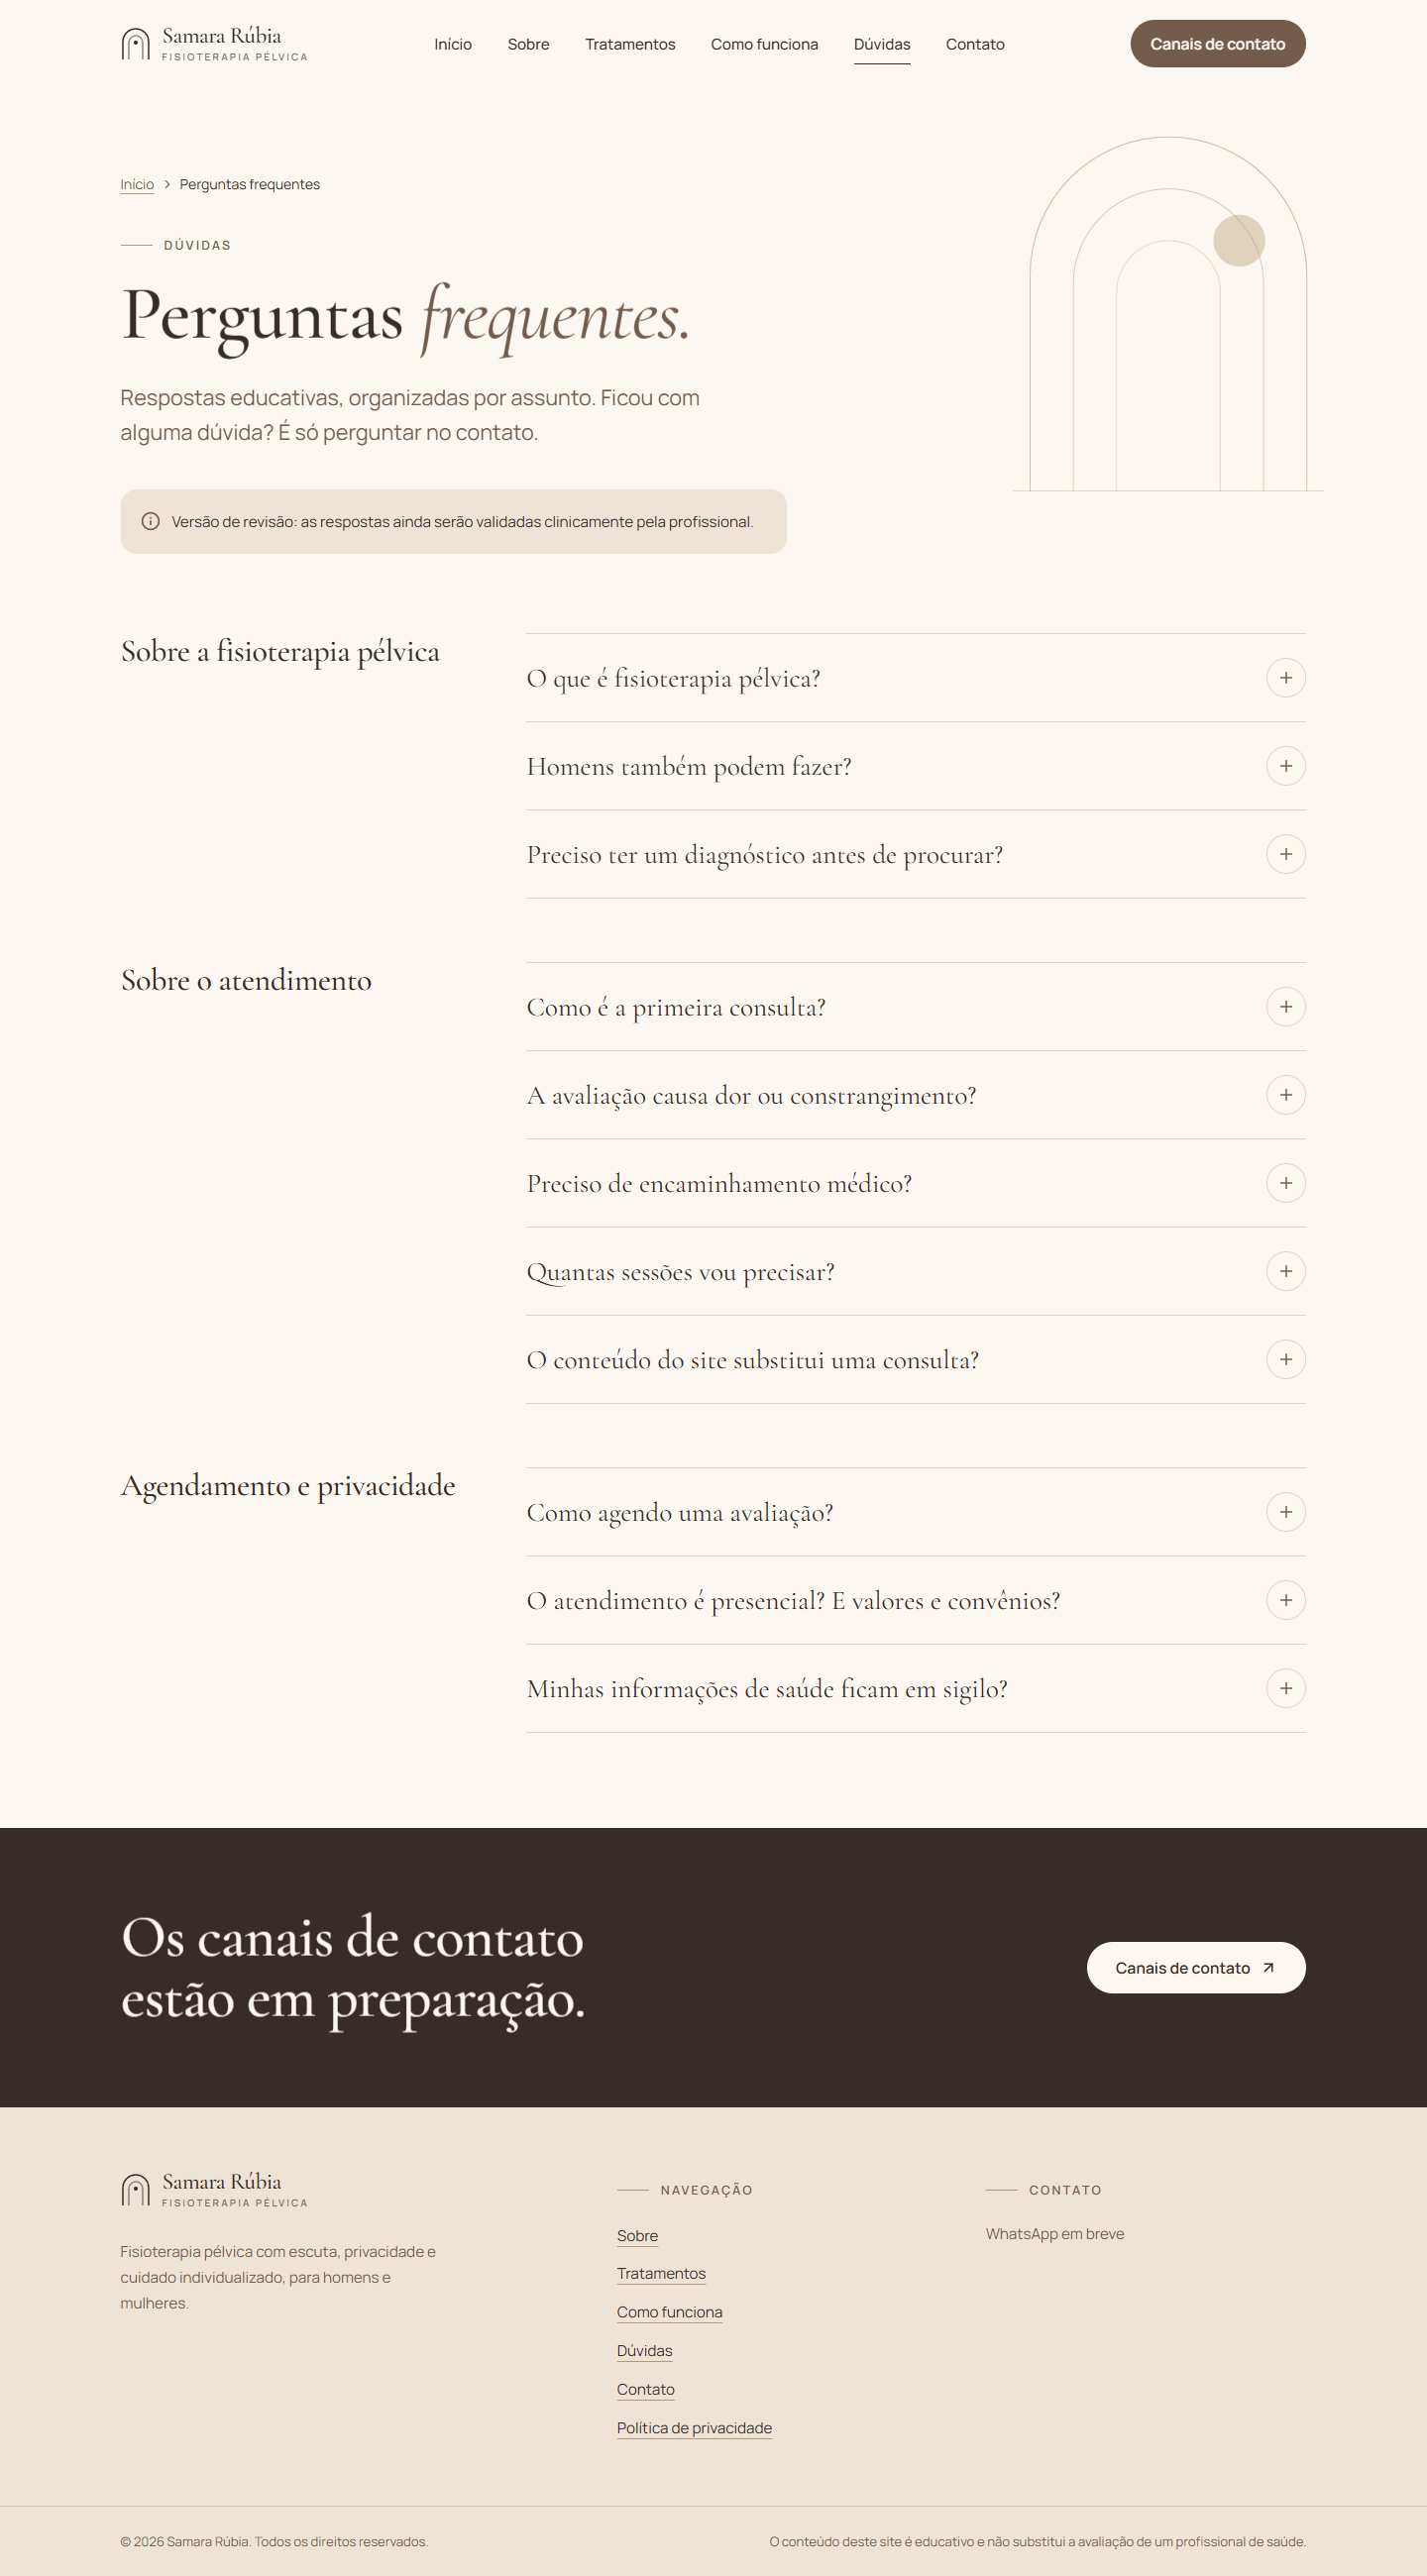 Samara Rúbia
FISIOTERAPIA PÉLVICA
Início
Sobre
Tratamentos
Como funciona
Dúvidas
Contato
Canais de contato
Início > Perguntas frequentes
DÚVIDAS
Perguntas frequentes.
Respostas educativas, organizadas por assunto. Ficou com
alguma dúvida? É só perguntar no contato.
Versão de revisão: as respostas ainda serão validadas clinicamente pela profissional.
Sobre a fisioterapia pélvica
O que é fisioterapia pélvica?
Homens também podem fazer?
Preciso ter um diagnóstico antes de procurar?
Sobre o atendimento
Como é a primeira consulta?
A avaliação causa dor ou constrangimento?
Preciso de encaminhamento médico?
Quantas sessões vou precisar?
O conteúdo do site substitui uma consulta?
Agendamento e privacidade
Como agendo uma avaliação?
O atendimento é presencial? E valores e convênios?
Minhas informações de saúde ficam em sigilo?
Os canais de contato
estão em preparação.
Canais de contato
Samara Rúbia
FISIOTERAPIA PÉLVICA
Fisioterapia pélvica com escuta, privacidade e
cuidado individualizado, para homens e
mulheres.
NAVEGAÇÃO
Sobre
Tratamentos
Como funciona
Dúvidas
Contato
Política de privacidade
CONTATO
WhatsApp em breve
© 2026 Samara Rúbia. Todos os direitos reservados.
O conteúdo deste site é educativo e não substitui a avaliação de um profissional de saúde.